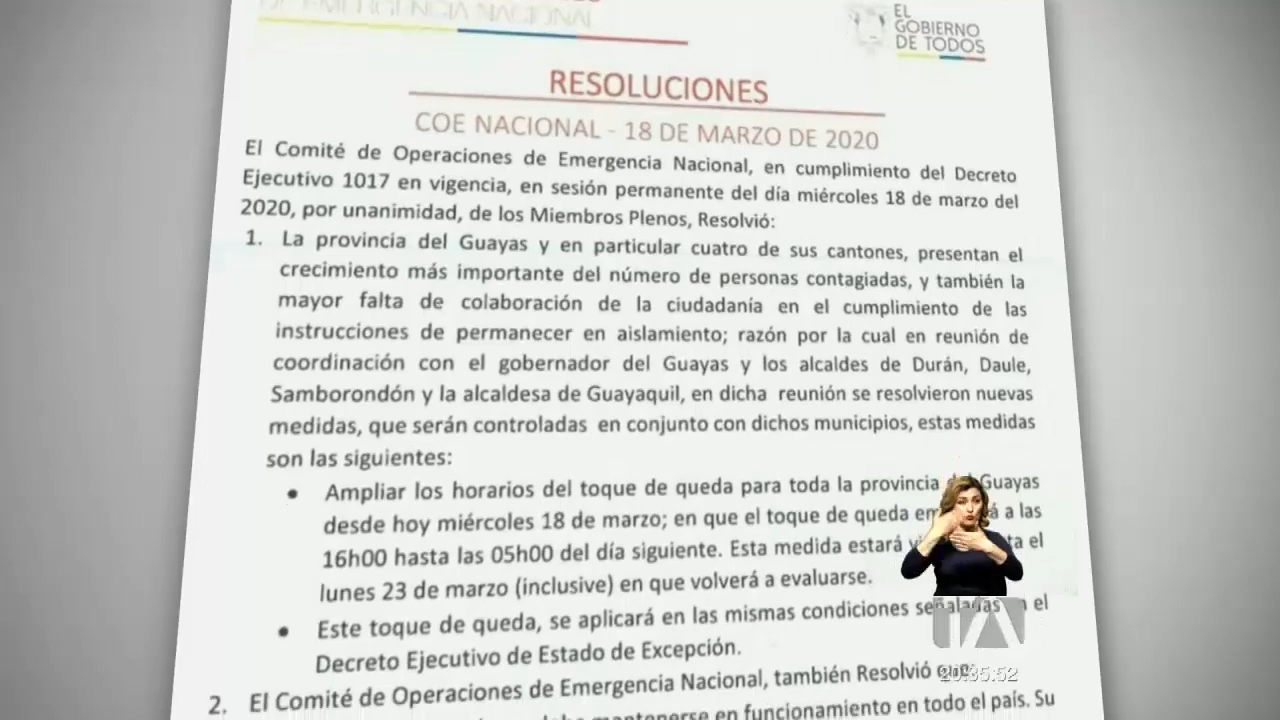 DE EMERGENCIA NACIONAL
EL
GOBIERNO
DE TODOS
RESOLUCIONES
COE NACIONAL - 18 DE MARZO DE 2020
El Comité de Operaciones de Emergencia Nacional, en cumplimiento del Decreto
Ejecutivo 1017 en vigencia, en sesión permanente del día miércoles 18 de marzo del
2020, por unanimidad, de los Miembros Plenos, Resolvió:
1. La provincia del Guayas y en particular cuatro de sus cantones, presentan el
crecimiento más importante del número de personas contagiadas, y también la
mayor falta de colaboración de la ciudadanía en el cumplimiento de las
instrucciones de permanecer en aislamiento; razón por la cual en reunión de
coordinación con el gobernador del Guayas y los alcaldes de Durán, Daule,
Samborondón y la alcaldesa de Guayaquil, en dicha reunión se resolvieron nuevas
medidas, que serán controladas en conjunto con dichos municipios, estas medidas
son las siguientes:
• Ampliar los horarios del toque de queda para toda la provincia Guayas
desde hoy miércoles 18 de marzo; en que el toque de queda a las
16h00 hasta las 05h00 del día siguiente. Esta medida estará el
lunes 23 de marzo (inclusive) en que volverá a evaluarse.
• Este toque de queda, se aplicará en las mismas condiciones señaladas el
Decreto Ejecutivo de Estado de Excepción.
TA
2. El Comité de Operaciones de Emergencia Nacional, también Resolvió
20:35:52
mantenerse en funcionamiento en todo el país. Su